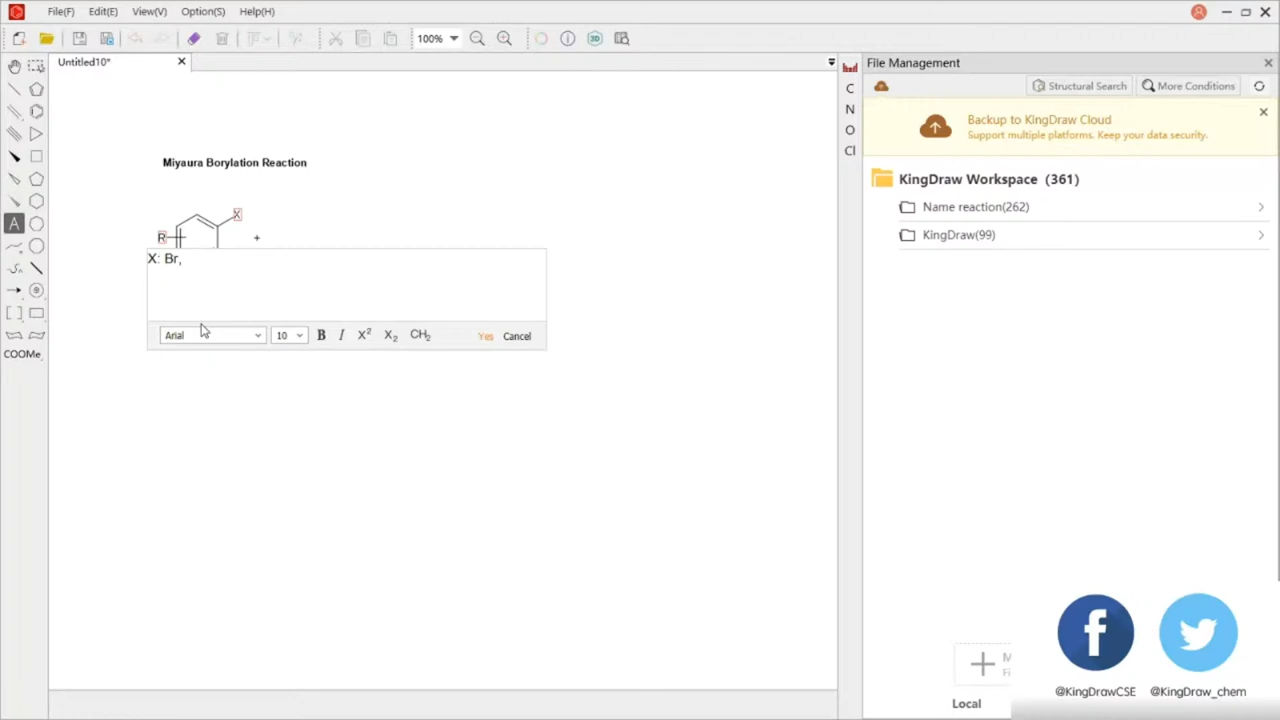 File(F) Edit(E) View(V) Option(S) Help(H)
100%
3D
Untitled10*
File Management
Structural Search
More Conditions
Backup to KingDraw Cloud
Support multiple platforms. Keep your data security.
KingDraw Workspace (361)
Name reaction(262)
KingDraw(99)
C
N
O
Cl
Miyaura Borylation Reaction
X
R
+
X: Br,
Arial
10
B I X2 X2 CH2
Yes
Cancel
A
COOMe
M
Fi
Local
@KingDrawCSE
@KingDraw_chem